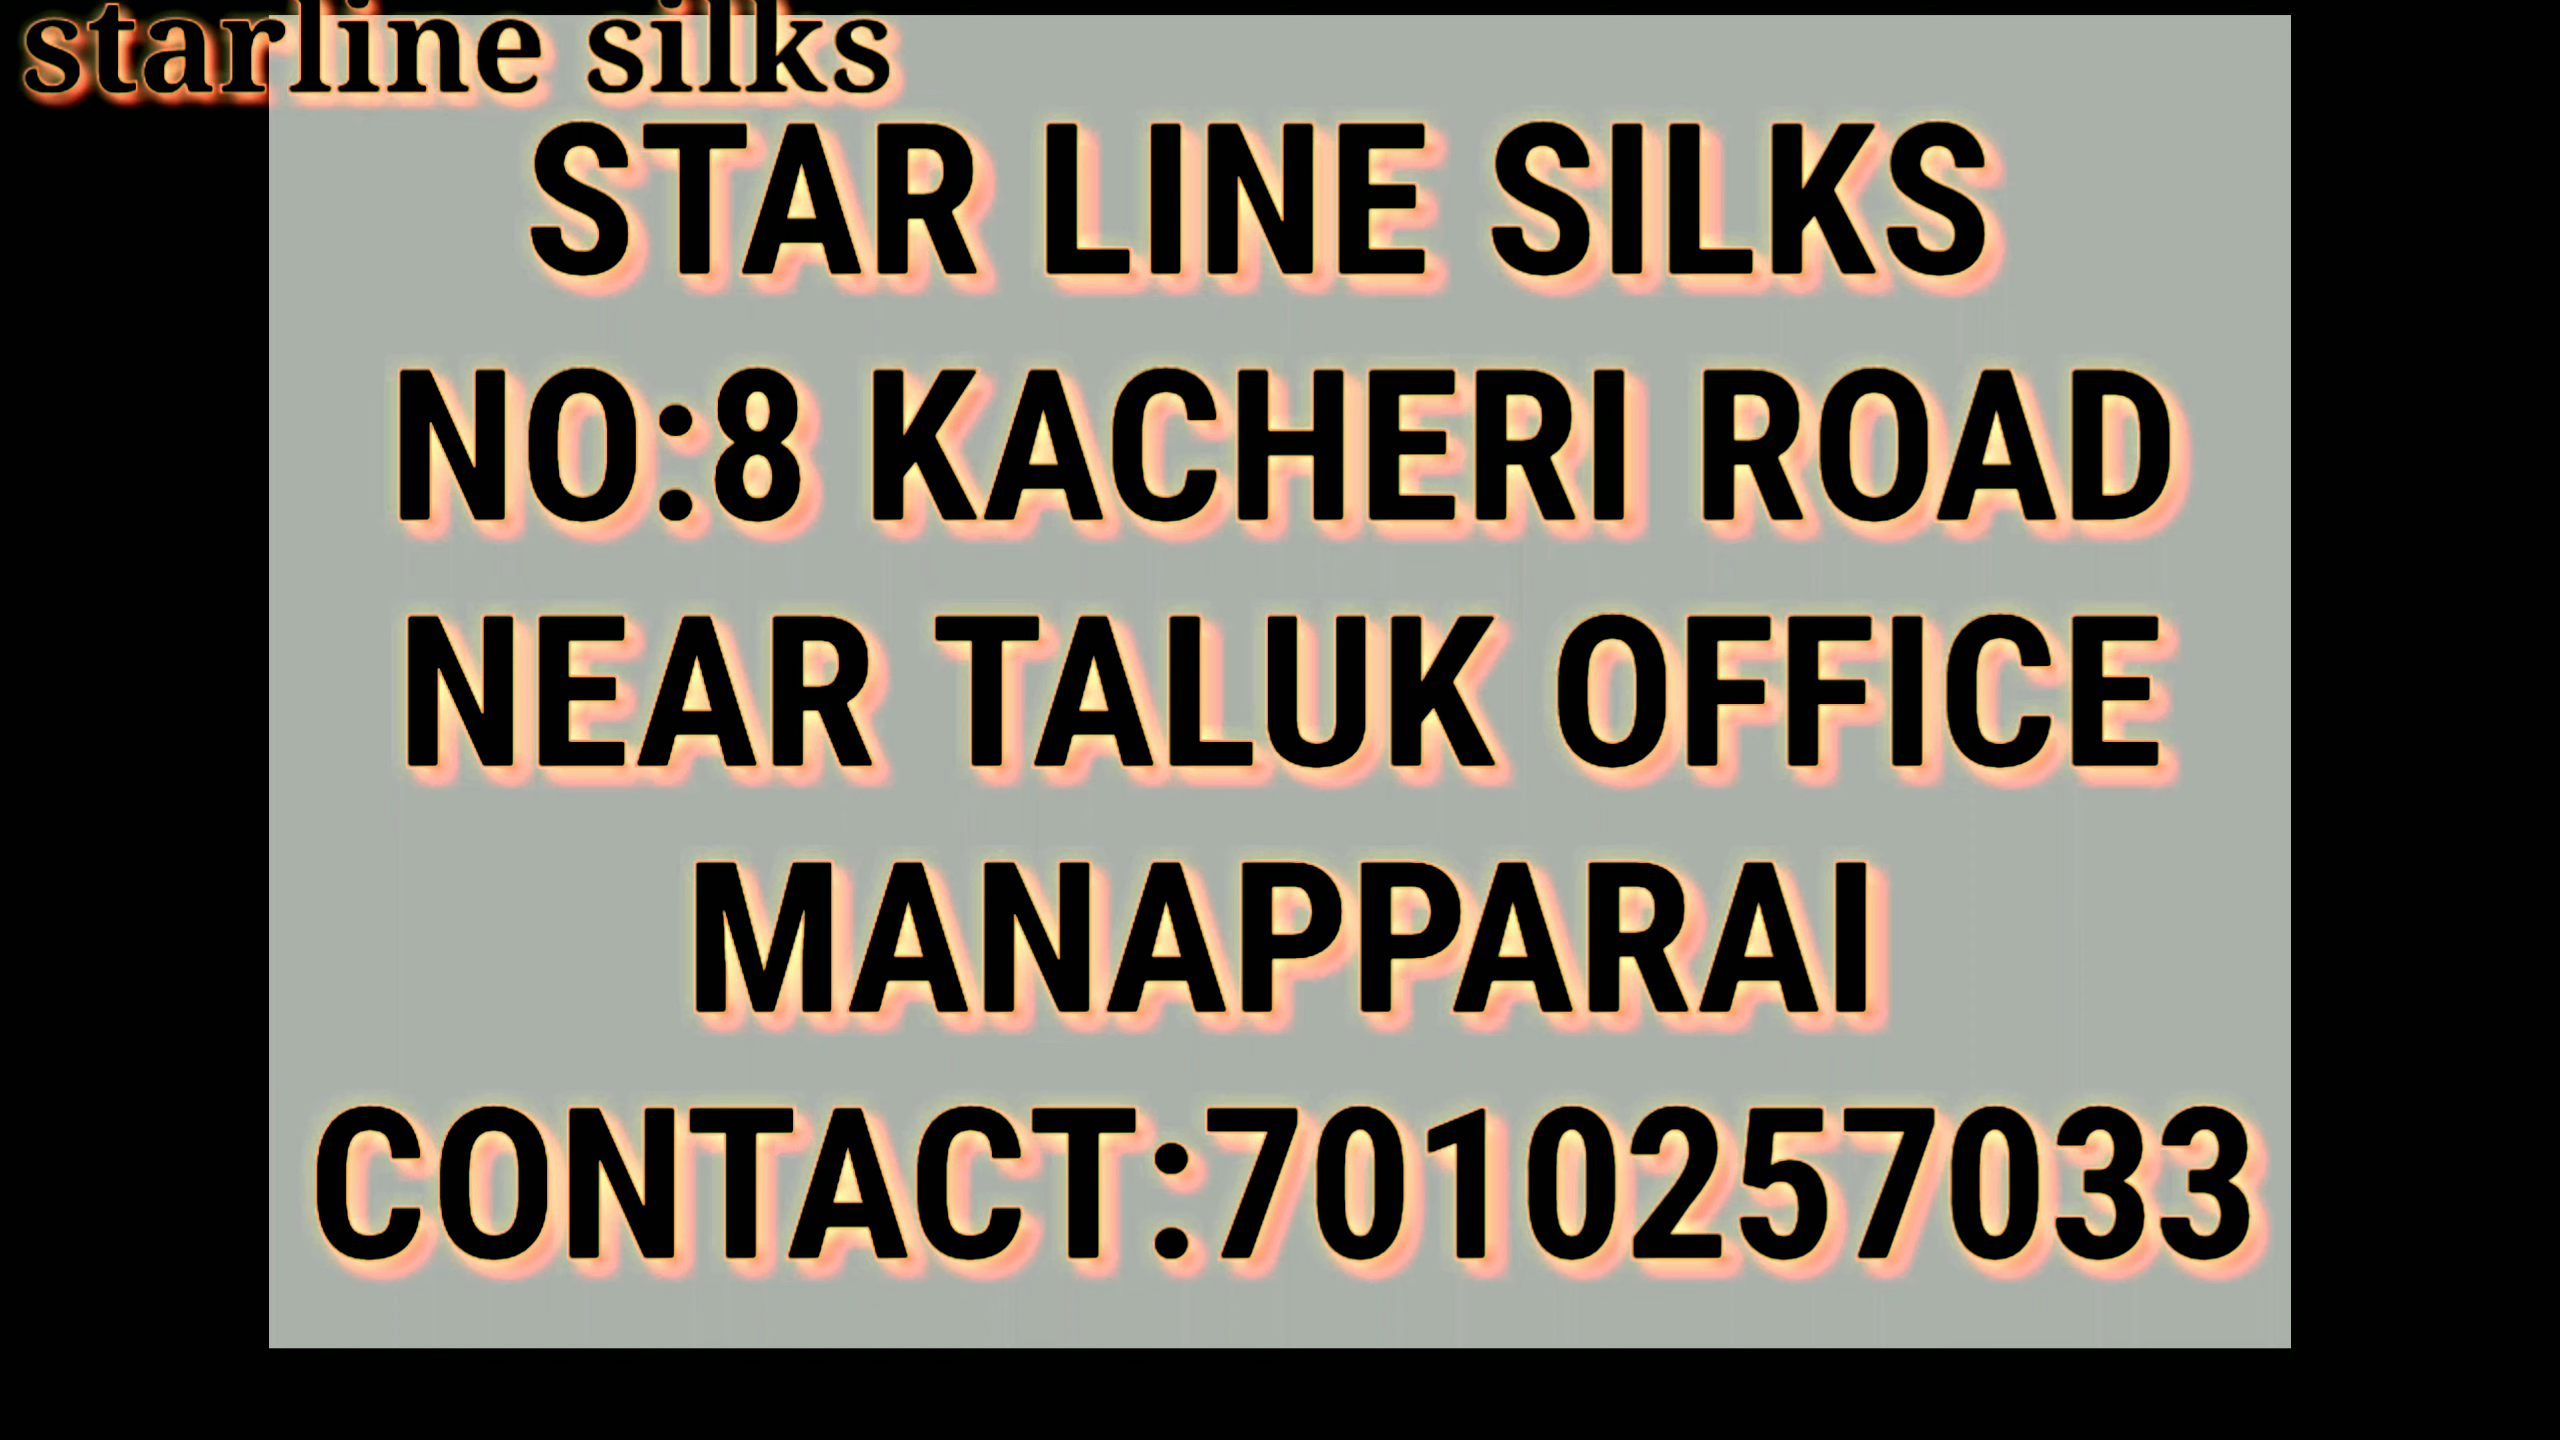 starline silks
STAR LINE SILKS
NO:8 KACHERI ROAD
NEAR TALUK OFFICE
MANAPPARAI
CONTACT:7010257033